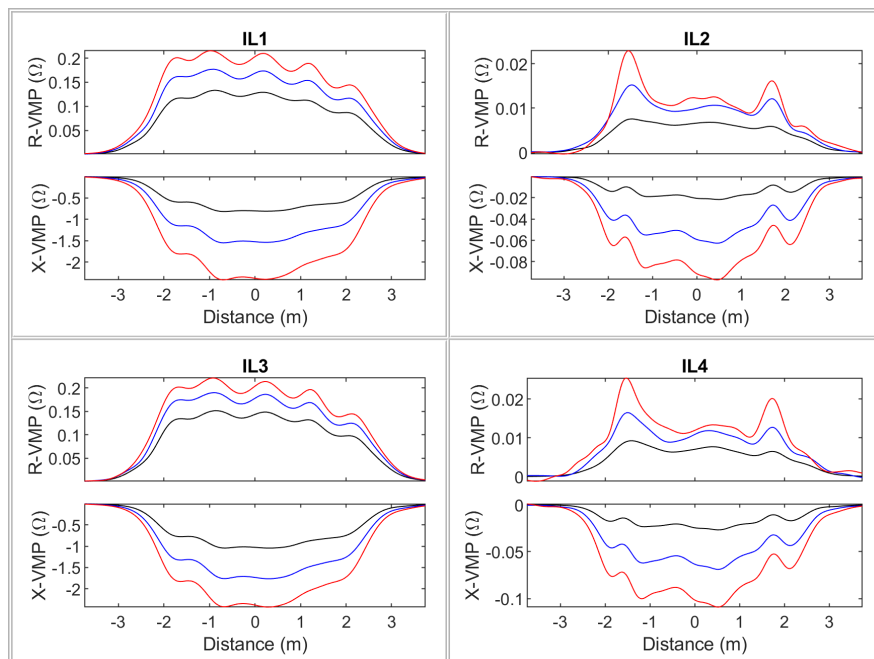 IL1
R-VMP (Ω)
0.2
0.15
0.1
0.05
X-VMP (Ω)
-0.5
-1
-1.5
-2
-3 -2 -1 0 1 2 3
Distance (m)
IL2
R-VMP (Ω)
0.02
0.01
0
X-VMP (Ω)
-0.02
-0.04
-0.06
-0.08
-3 -2 -1 0 1 2 3
Distance (m)
IL3
R-VMP (Ω)
0.2
0.15
0.1
0.05
X-VMP (Ω)
-0.5
-1
-1.5
-2
-3 -2 -1 0 1 2 3
Distance (m)
IL4
R-VMP (Ω)
0.02
0.01
0
X-VMP (Ω)
0
-0.05
-0.1
-3 -2 -1 0 1 2 3
Distance (m)